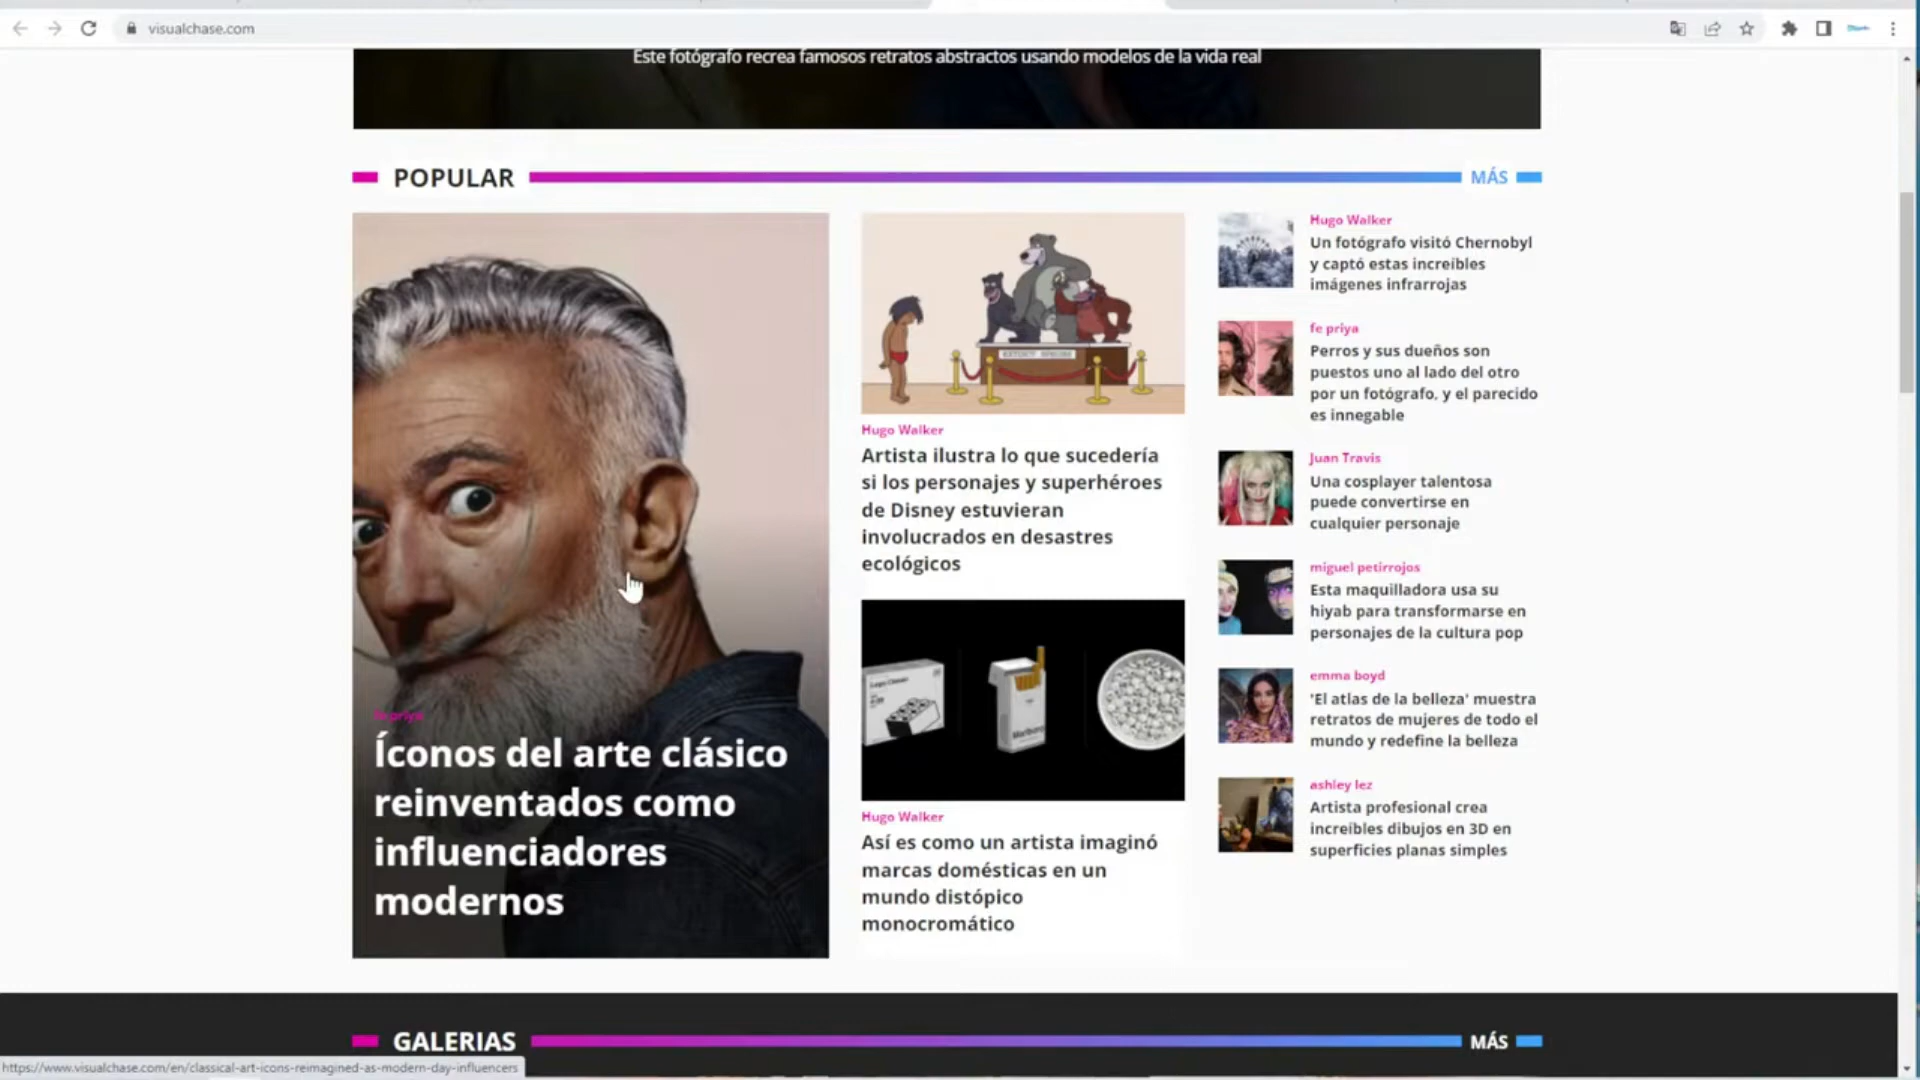 visualchase.com
Este fotógrafo recrea famosos retratos abstractos usando modelos de la vida real
POPULAR
MÁS
fe priya
Íconos del arte clásico
reinventados como
influenciadores
modernos
EXTINCT SPECIES
Hugo Walker
Artista ilustra lo que sucedería
si los personajes y superhéroes
de Disney estuvieran
involucrados en desastres
ecológicos
Marlboro
Hugo Walker
Así es como un artista imaginó
marcas domésticas en un
mundo distópico
monocromático
Hugo Walker
Un fotógrafo visitó Chernobyl
y captó estas increíbles
imágenes infrarrojas
fe priya
Perros y sus dueños son
puestos uno al lado del otro
por un fotógrafo, y el parecido
es innegable
Juan Travis
Una cosplayer talentosa
puede convertirse en
cualquier personaje
miguel petirrojos
Esta maquilladora usa su
hiyab para transformarse en
personajes de la cultura pop
emma boyd
'El atlas de la belleza' muestra
retratos de mujeres de todo el
mundo y redefine la belleza
ashley lez
Artista profesional crea
increíbles dibujos en 3D en
superficies planas simples
GALERIAS
MÁS
https://www.visualchase.com/en/classical-art-icons-reimagined-as-modern-day-influencers